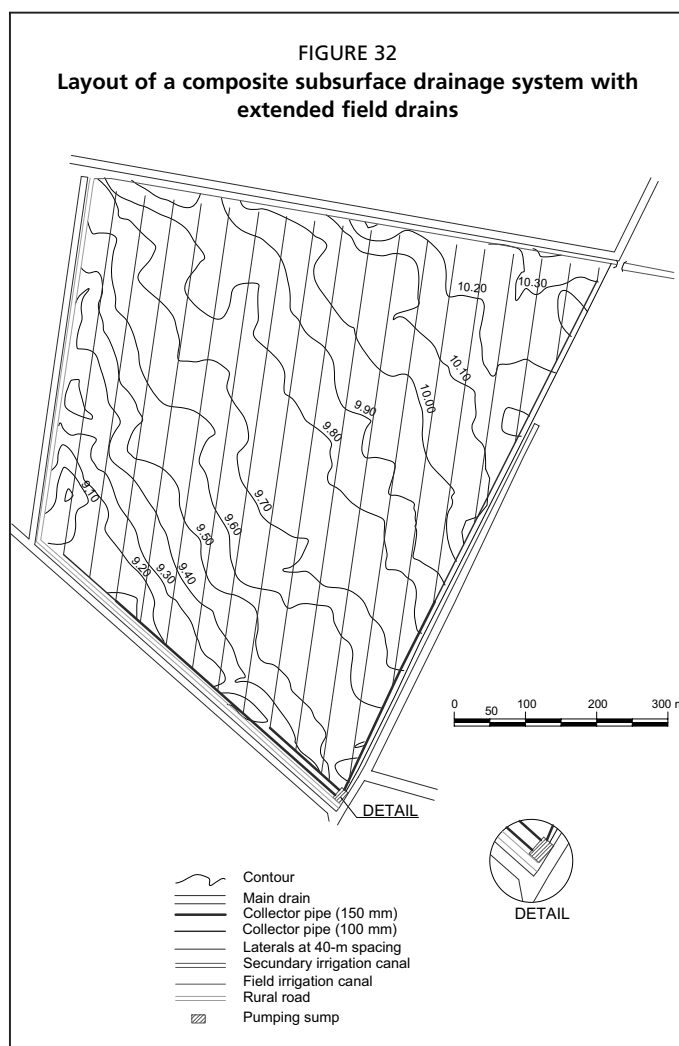 FIGURE 32
Layout of a composite subsurface drainage system with
extended field drains
10.20
10.30
10.10
10.00
9.90
9.80
9.70
9.60
9.50
9.40
9.30
9.20
9.10
0 50 100 200 300 m
DETAIL
DETAIL
Contour
Main drain
Collector pipe (150 mm)
Collector pipe (100 mm)
Laterals at 40-m spacing
Secundary irrigation canal
Field irrigation canal
Rural road
Pumping sump